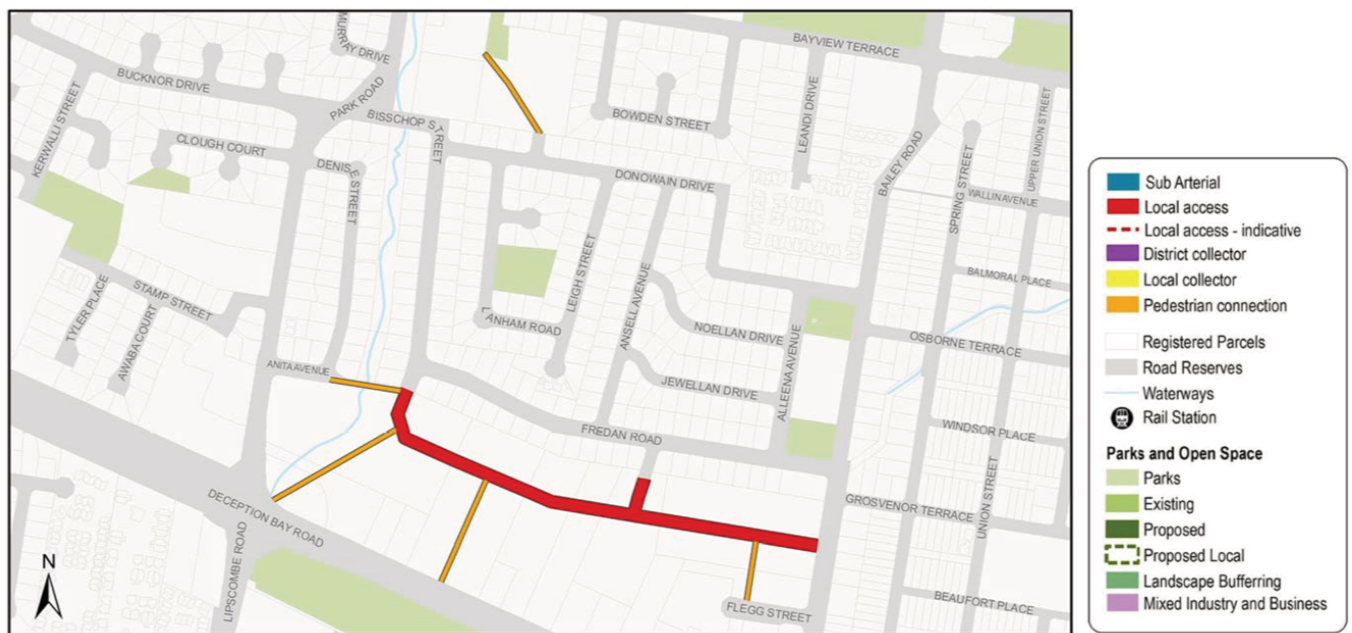 BAYVIEW TERRACE
MURRAY DRIVE
BUCKNOR DRIVE
PARK ROAD
BISSCHOP STREET
BOWDEN STREET
LEANDI DRIVE
BAILEY ROAD
SPRING STREET
UPPER UNION STREET
KERWALLI STREET
CLOUGH COURT
DENISE STREET
DONOWAIN DRIVE
WALLIN AVENUE
BALMORAL PLACE
STAMP STREET
TYLER PLACE
AWABA COURT
LANHAM ROAD
LEIGH STREET
ANSELL AVENUE
NOELLAN DRIVE
ALLEENA AVENUE
OSBORNE TERRACE
ANITA AVENUE
JEWELLAN DRIVE
FREDAN ROAD
WINDSOR PLACE
UNION STREET
GROSVENOR TERRACE
DECEPTION BAY ROAD
LIPSCOMBE ROAD
FLEGG STREET
BEAUFORT PLACE
N
Sub Arterial
Local access
Local access - indicative
District collector
Local collector
Pedestrian connection
Registered Parcels
Road Reserves
Waterways
Rail Station
Parks and Open Space
Parks
Existing
Proposed
Proposed Local
Landscape Bufferring
Mixed Industry and Business